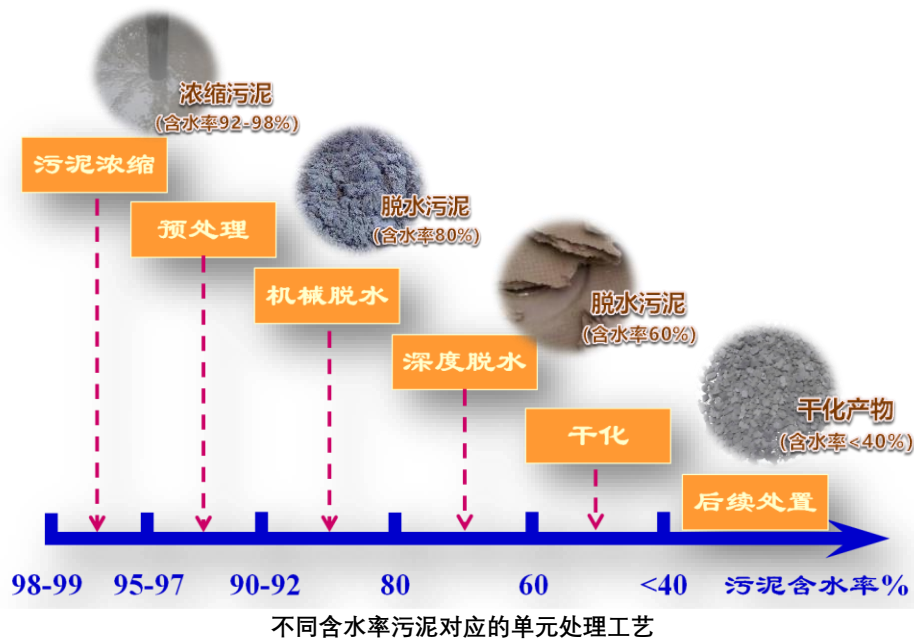 浓缩污泥
(含水率92-98%)
污泥浓缩
预处理
脱水污泥
(含水率80%)
机械脱水
脱水污泥
(含水率60%)
深度脱水
干化
干化产物
(含水率<40%)
后续处置
98-99 95-97 90-92 80 60 <40 污泥含水率%
不同含水率污泥对应的单元处理工艺